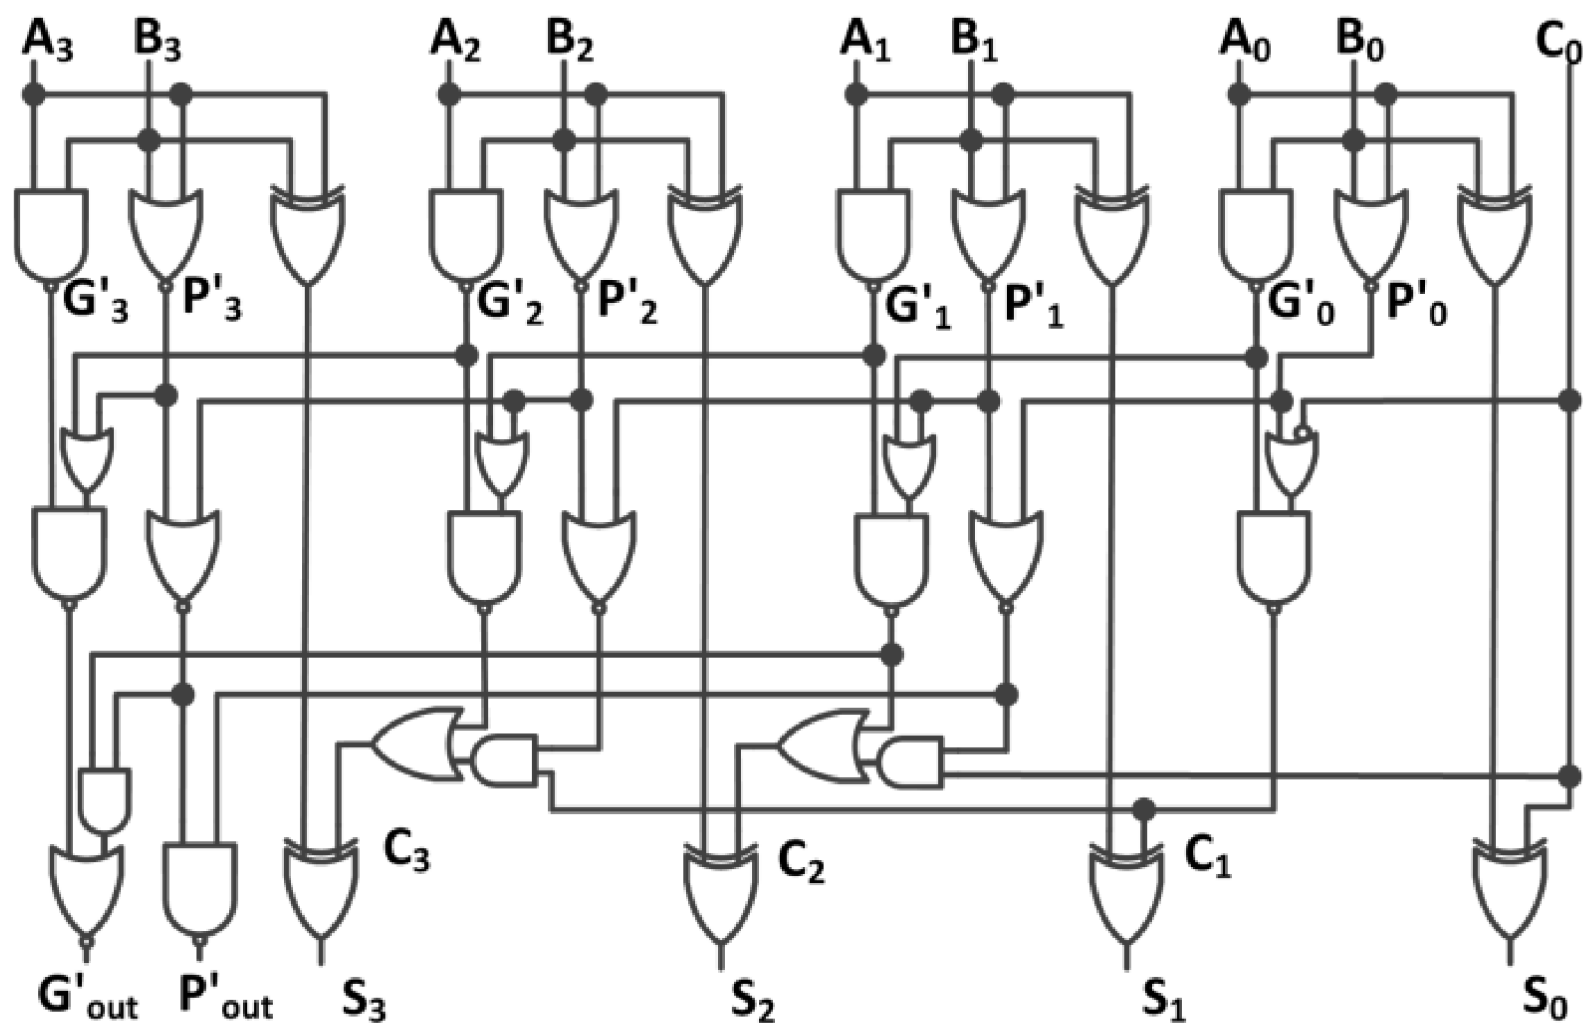 A₃ B₃ A₂ B₂ A₁ B₁ A₀ B₀ C₀
G'₃ P'₃ G'₂ P'₂ G'₁ P'₁ G'₀ P'₀
C₃ C₂ C₁
G'out P'out S₃ S₂ S₁ S₀